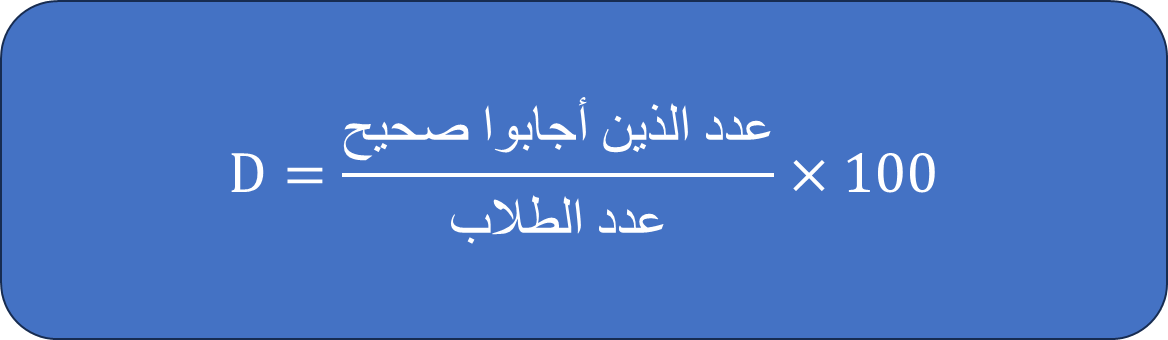 عدد الذين أجابوا صحيح
D = × 100
عدد الطلاب